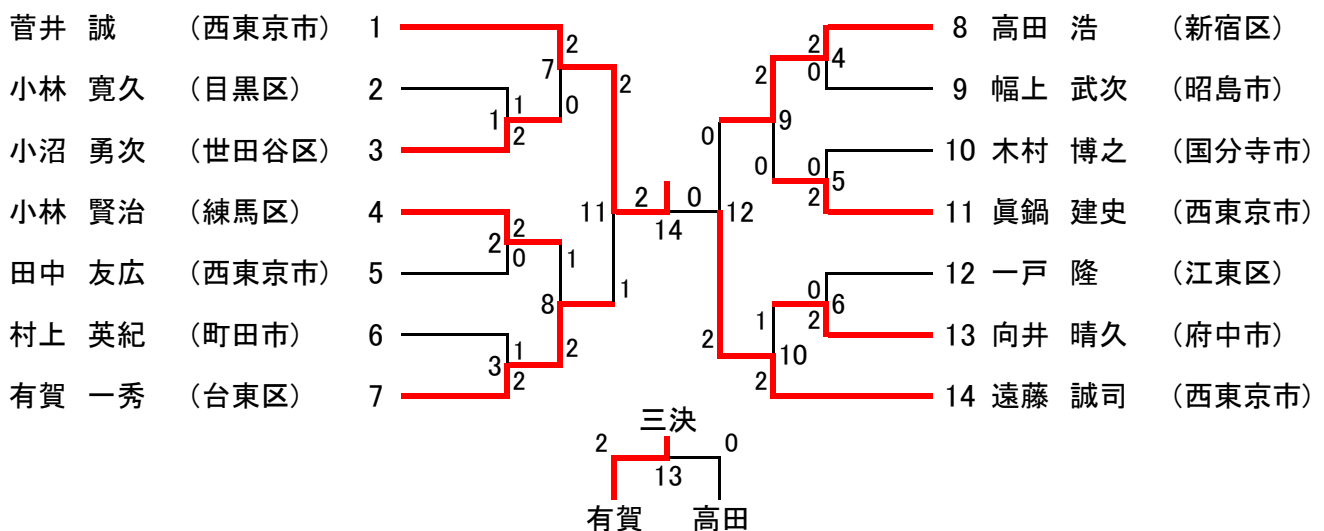 菅井 誠 (西東京市) 1
2
8 高田 浩 (新宿区)
2
4
7
2
2
0
小林 寛久 (目黒区) 2
0
9 幅上 武次 (昭島市)
1
1
2
0
9
0
小沼 勇次 (世田谷区) 3
10 木村 博之 (国分寺市)
0
0
5
2
小林 賢治 (練馬区) 4
11 2 0 12
14
11 眞鍋 建史 (西東京市)
2
2
0
1
田中 友広 (西東京市) 5
12 一戸 隆 (江東区)
8
1
0
6
1
2
村上 英紀 (町田市) 6
13 向井 晴久 (府中市)
1
3
2
2
2
10
2
有賀 一秀 (台東区) 7
14 遠藤 誠司 (西東京市)
三決
2 0
13
有賀 高田